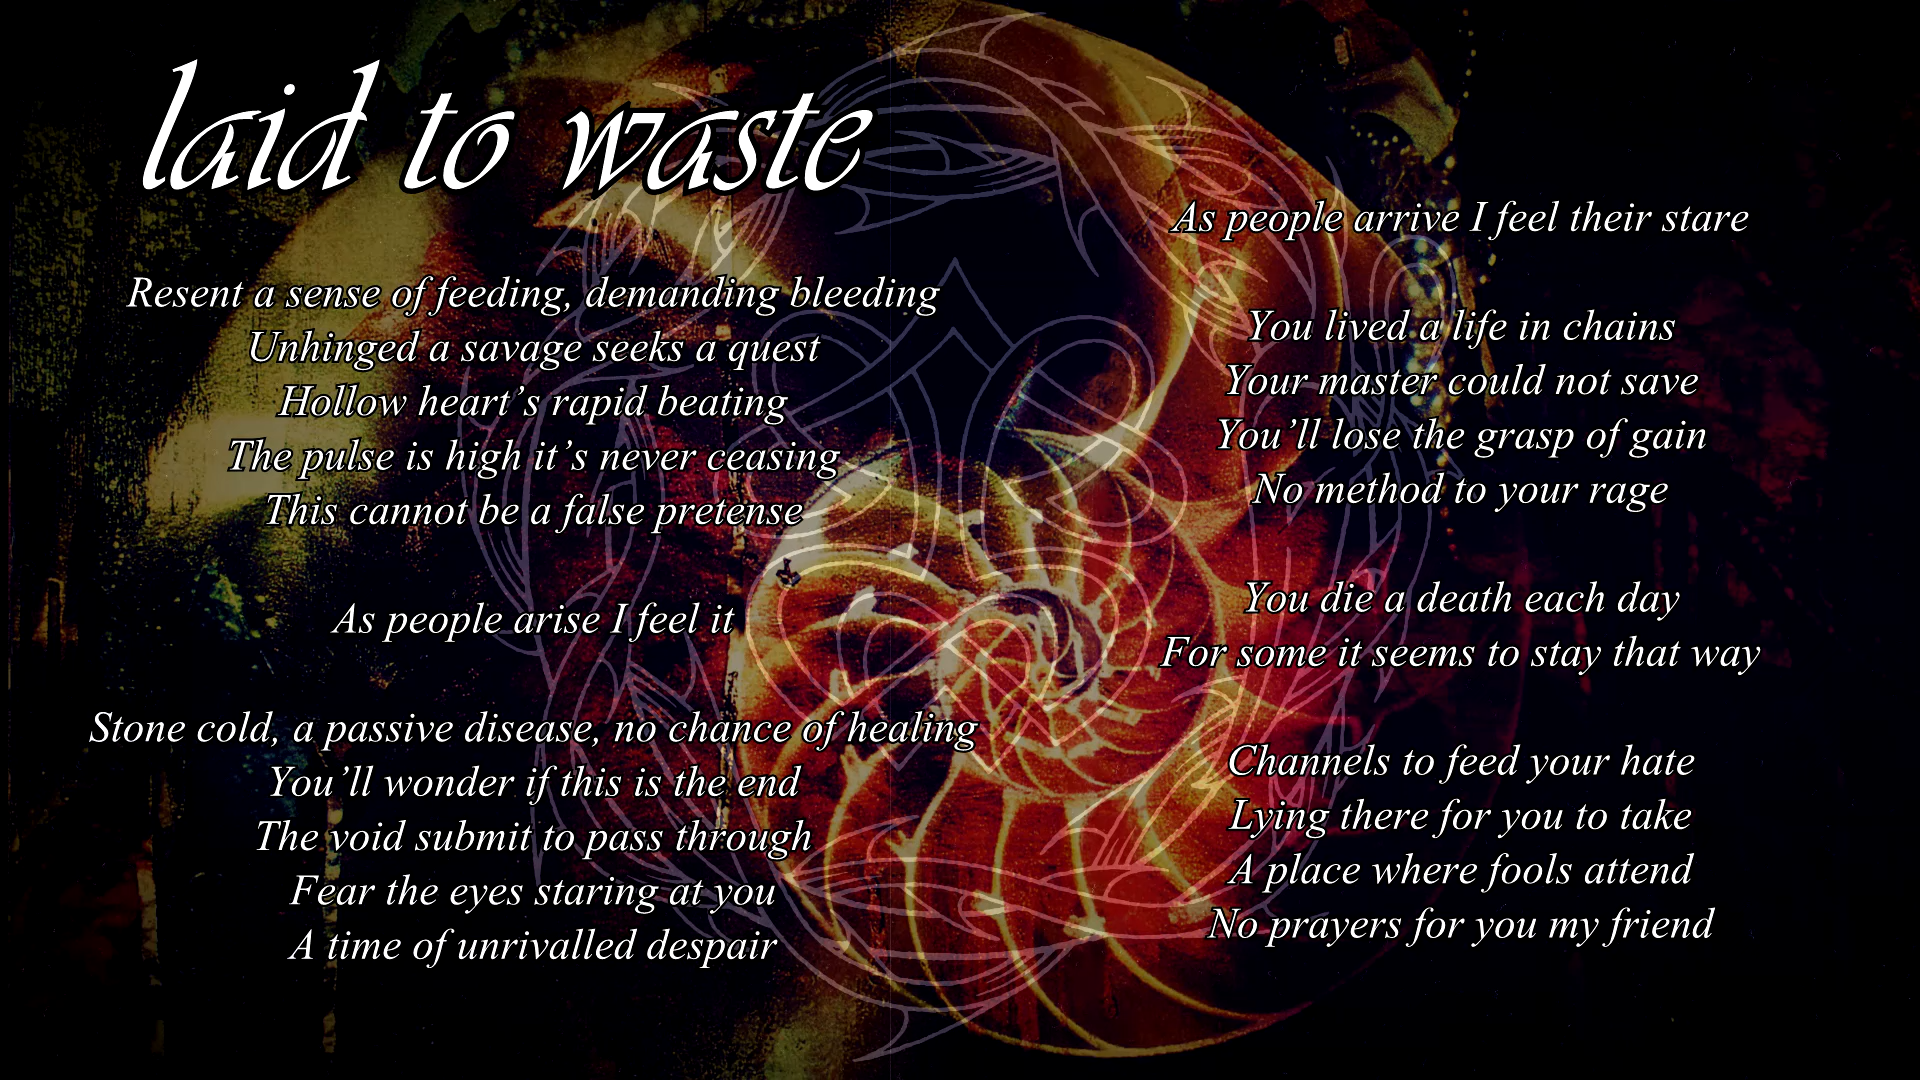 laid to waste
Resent a sense of feeding, demanding bleeding
Unhinged a savage seeks a quest
Hollow heart’s rapid beating
The pulse is high it’s never ceasing
This cannot be a false pretense
As people arise I feel it
Stone cold, a passive disease, no chance of healing
You’ll wonder if this is the end
The void submit to pass through
Fear the eyes staring at you
A time of unrivalled despair
As people arrive I feel their stare
You lived a life in chains
Your master could not save
You’ll lose the grasp of gain
No method to your rage
You die a death each day
For some it seems to stay that way
Channels to feed your hate
Lying there for you to take
A place where fools attend
No prayers for you my friend